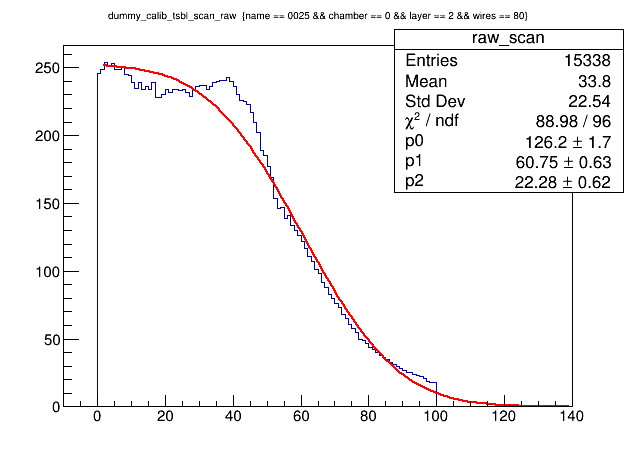 dummy_calib_tsbl_scan_raw {name == 0025 && chamber == 0 && layer == 2 && wires == 80}
raw_scan
Entries 15338
Mean 33.8
Std Dev 22.54
χ² / ndf 88.98 / 96
p0 126.2 ± 1.7
p1 60.75 ± 0.63
p2 22.28 ± 0.62
250
200
150
100
50
0
0 20 40 60 80 100 120 140